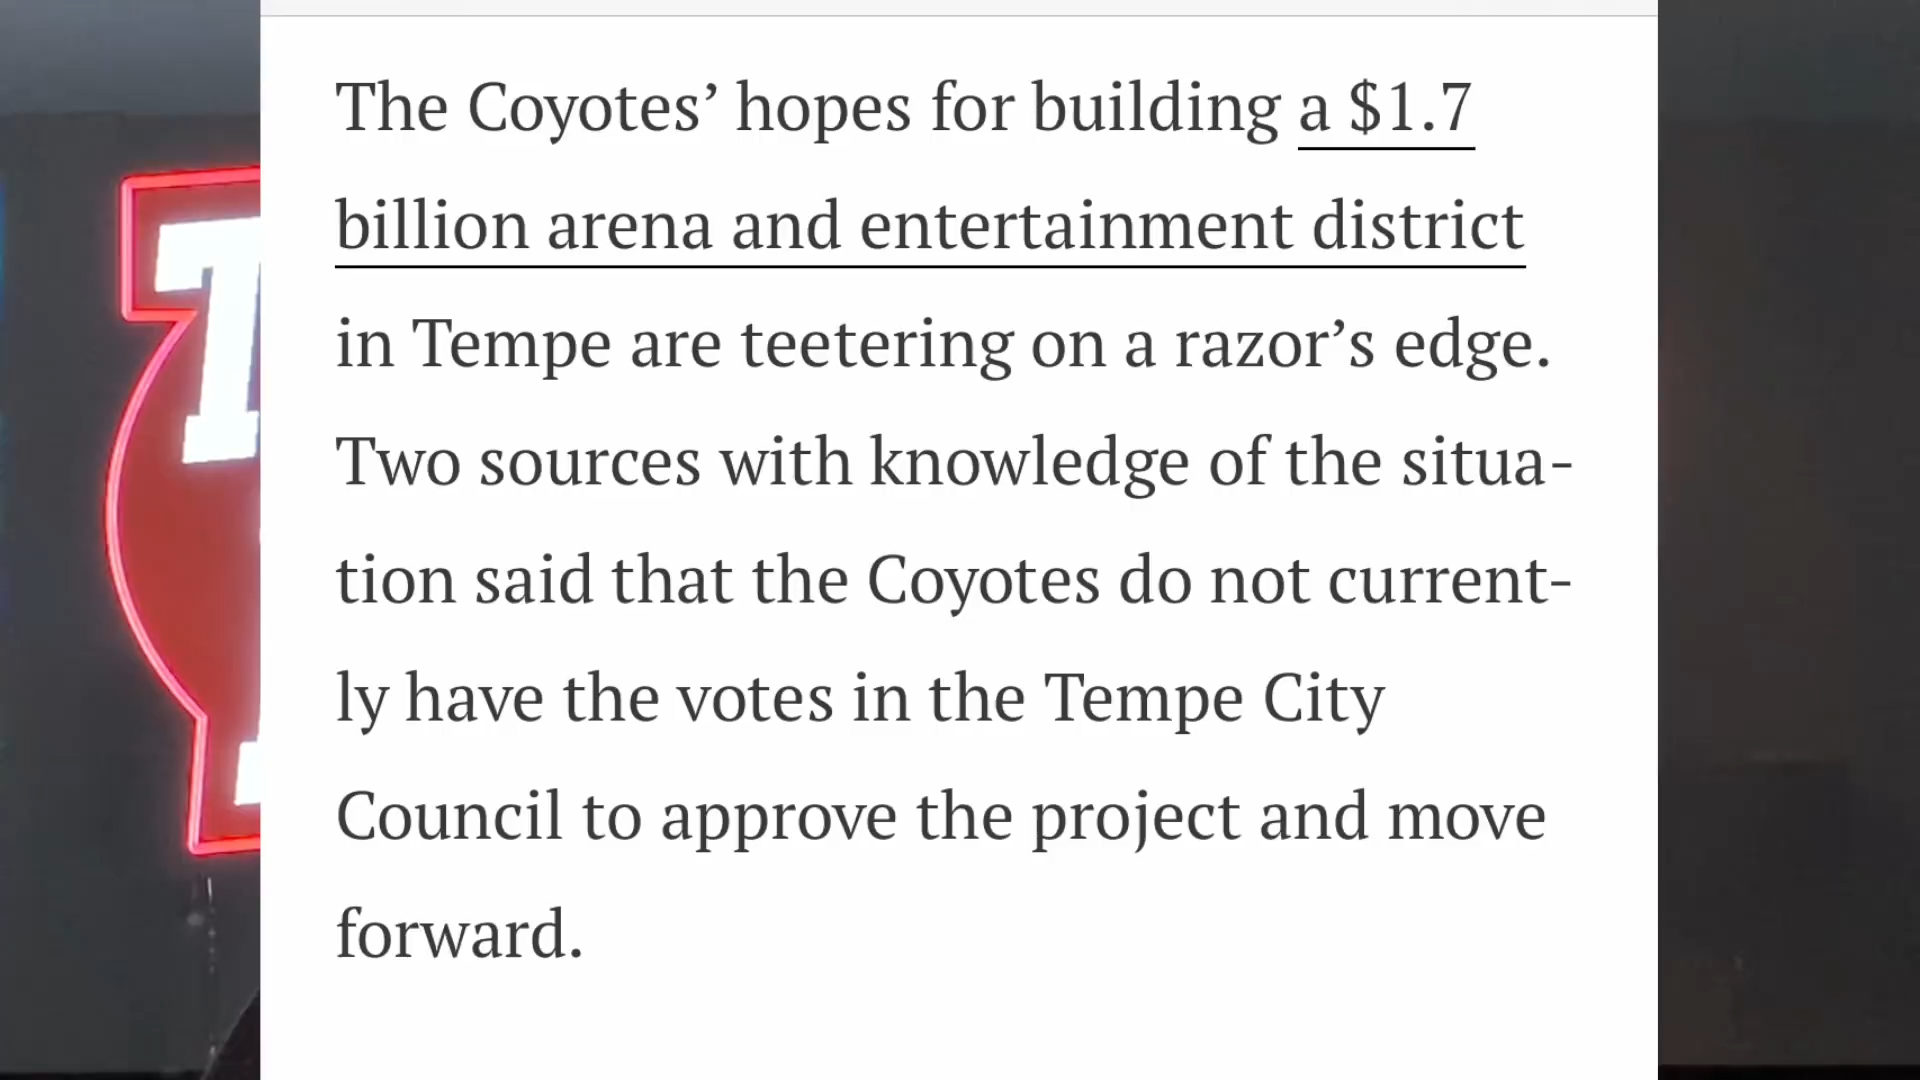 The Coyotes’ hopes for building a $1.7
billion arena and entertainment district
in Tempe are teetering on a razor’s edge.
Two sources with knowledge of the situa-
tion said that the Coyotes do not current-
ly have the votes in the Tempe City
Council to approve the project and move
forward.